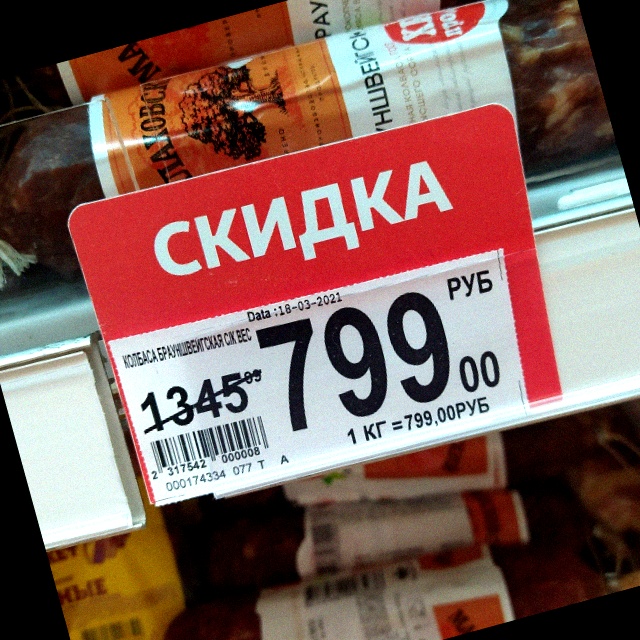 СКИДКА
Data :18-03-2021
РУБ
КОЛБАСА БРАУНШВЕЙГСКАЯ С/К ВЕС
1345
799
00
1 КГ =799,00РУБ
2 317542 000008
000174334 077 T A